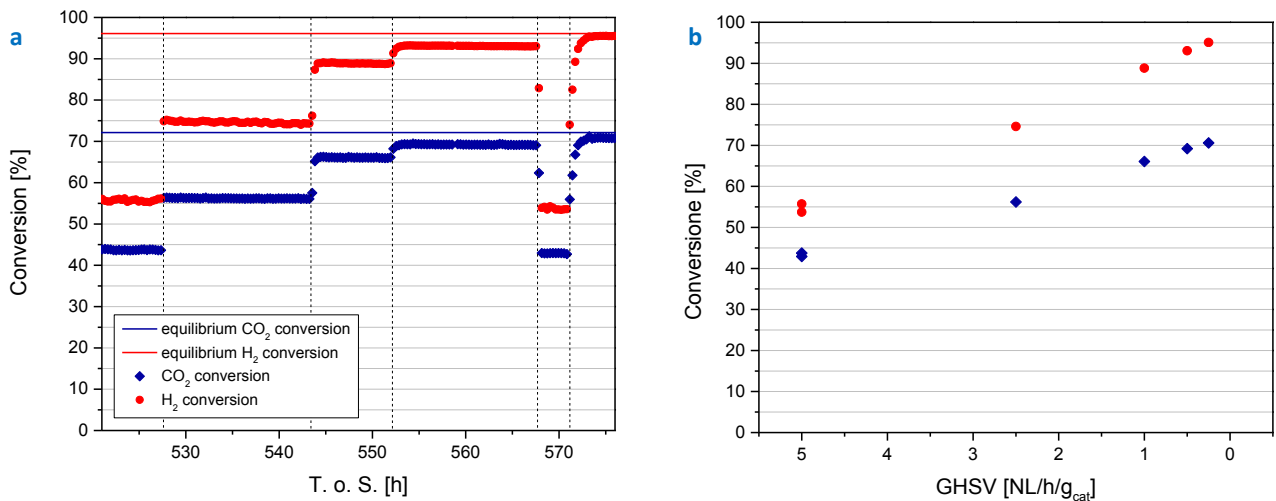 a
100
90
80
70
60
50
40
30
20
10
0
Conversion [%]
equilibrium CO₂ conversion
equilibrium H₂ conversion
CO₂ conversion
H₂ conversion
530 540 550 560 570
T. o. S. [h]
b
100
90
80
70
60
50
40
30
20
10
0
Conversione [%]
5 4 3 2 1 0
GHSV [NL/h/g_cat]